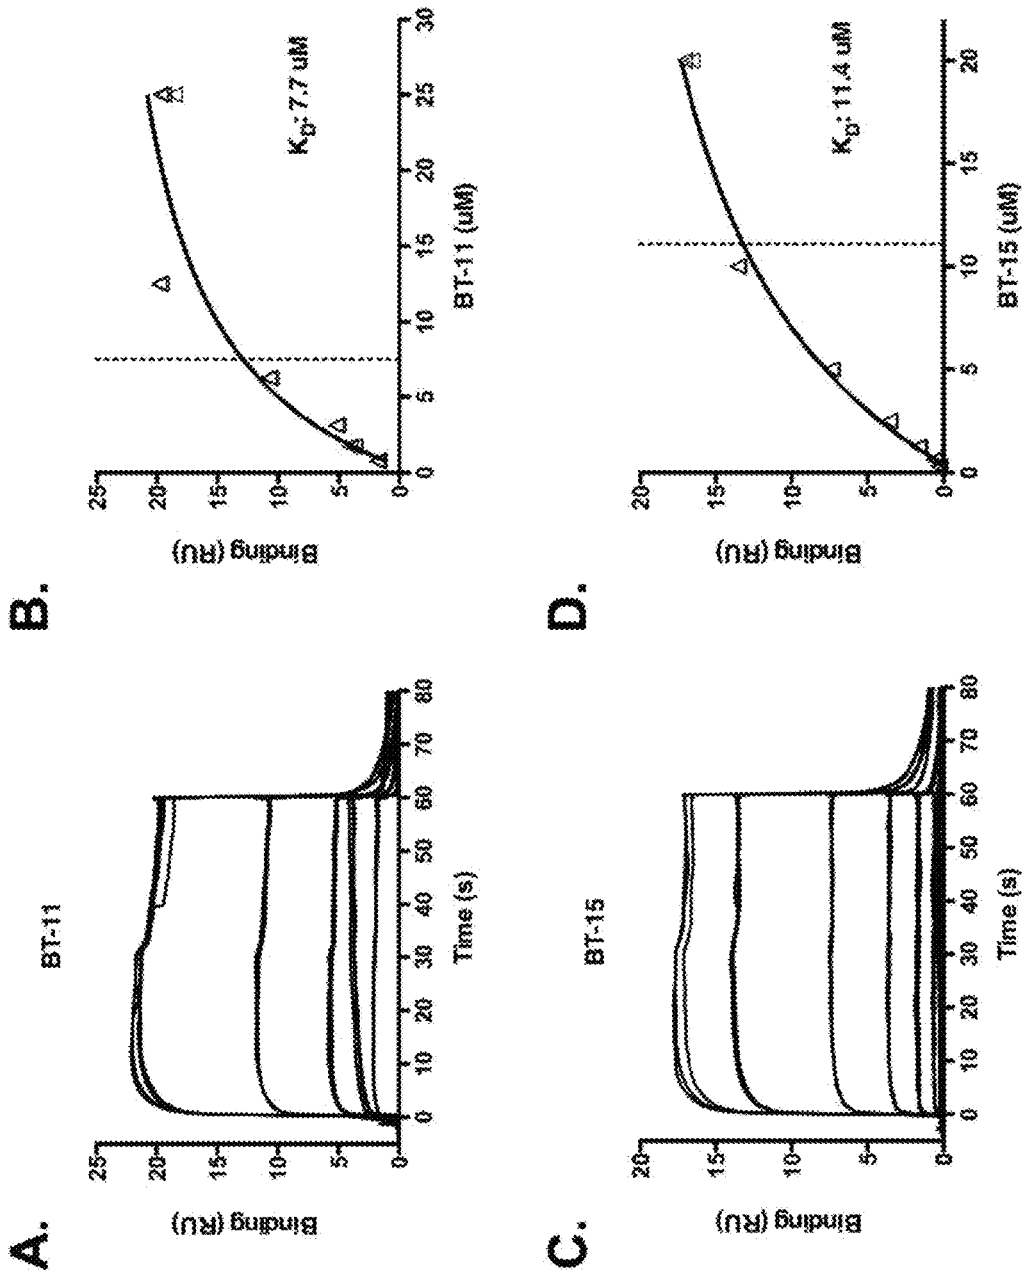 A.
BT-11
Binding (RU)
25
20
15
10
5
0
0 10 20 30 40 50 60 70 80
Time (s)
B.
Binding (RU)
25
20
15
10
5
0
K_D: 7.7 uM
0 5 10 15 20 25 30
BT-11 (uM)
C.
BT-15
Binding (RU)
20
15
10
5
0
0 10 20 30 40 50 60 70 80
Time (s)
D.
Binding (RU)
20
15
10
5
0
K_D: 11.4 uM
0 5 10 15 20
BT-15 (uM)